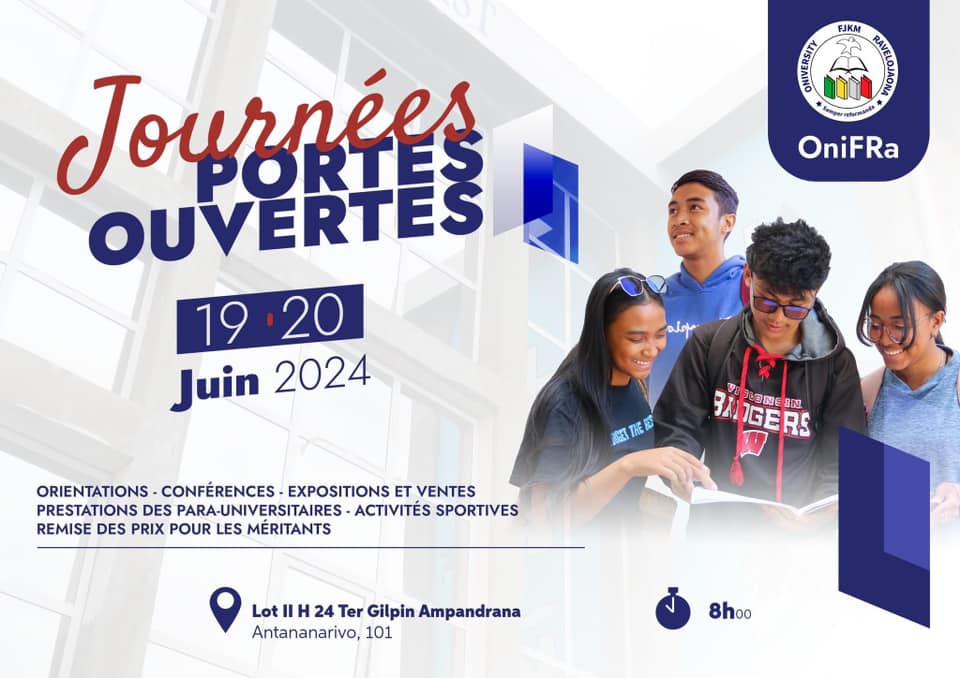 Journées
PORTES
OUVERTES
19 20
Juin 2024
ONIVERSITY FJKM RAVELOJAONA
Semper reformanda
OniFRa
WISCONSIN
BADGERS
W
ORIENTATIONS - CONFÉRENCES - EXPOSITIONS ET VENTES
PRESTATIONS DES PARA-UNIVERSITAIRES - ACTIVITÉS SPORTIVES
REMISE DES PRIX POUR LES MÉRITANTS
Lot II H 24 Ter Gilpin Ampandrana
Antananarivo, 101
8h00